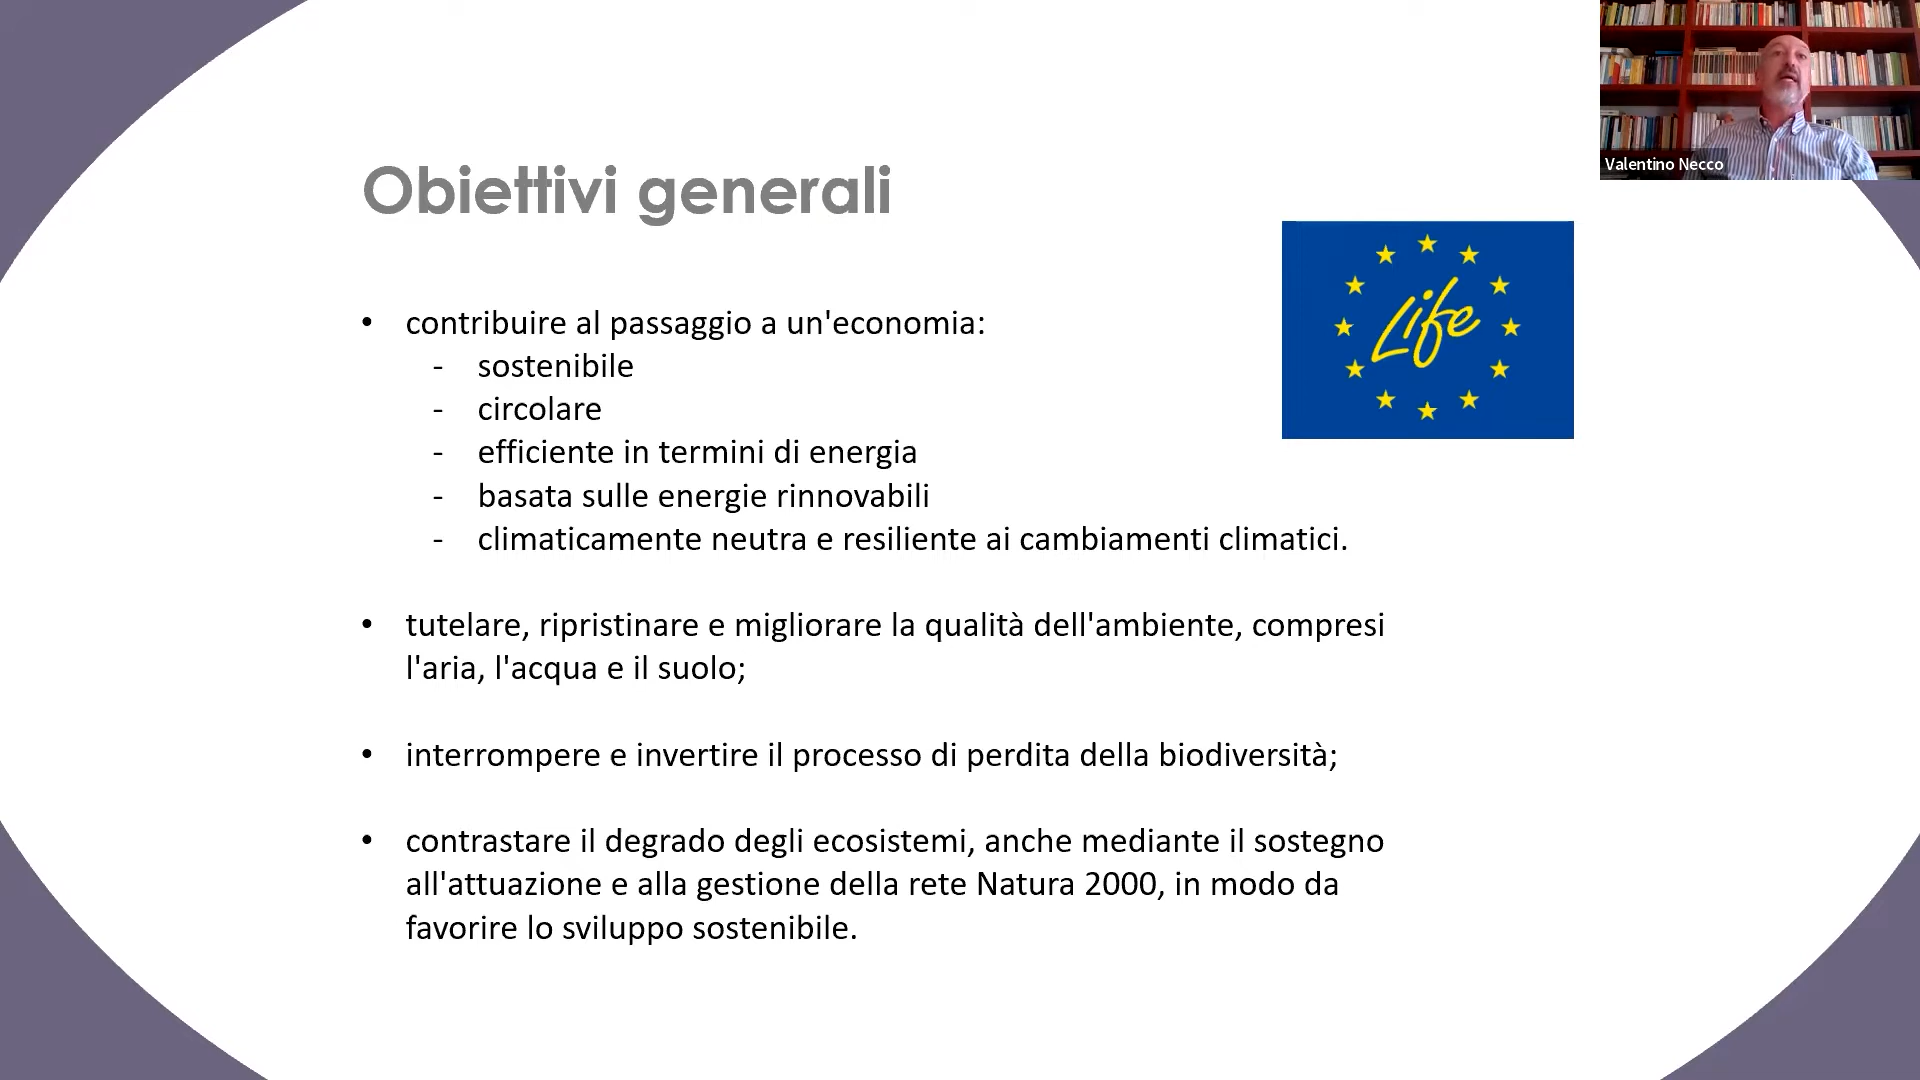 Valentino Necco
Obiettivi generali
Life
• contribuire al passaggio a un'economia:
- sostenibile
- circolare
- efficiente in termini di energia
- basata sulle energie rinnovabili
- climaticamente neutra e resiliente ai cambiamenti climatici.
• tutelare, ripristinare e migliorare la qualità dell'ambiente, compresi
l'aria, l'acqua e il suolo;
• interrompere e invertire il processo di perdita della biodiversità;
• contrastare il degrado degli ecosistemi, anche mediante il sostegno
all'attuazione e alla gestione della rete Natura 2000, in modo da
favorire lo sviluppo sostenibile.